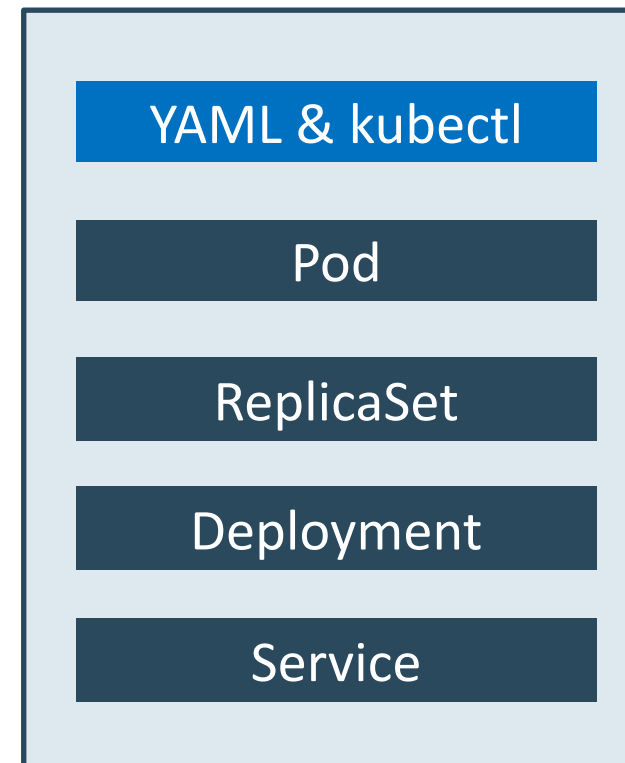 YAML & kubectl
Pod
ReplicaSet
Deployment
Service